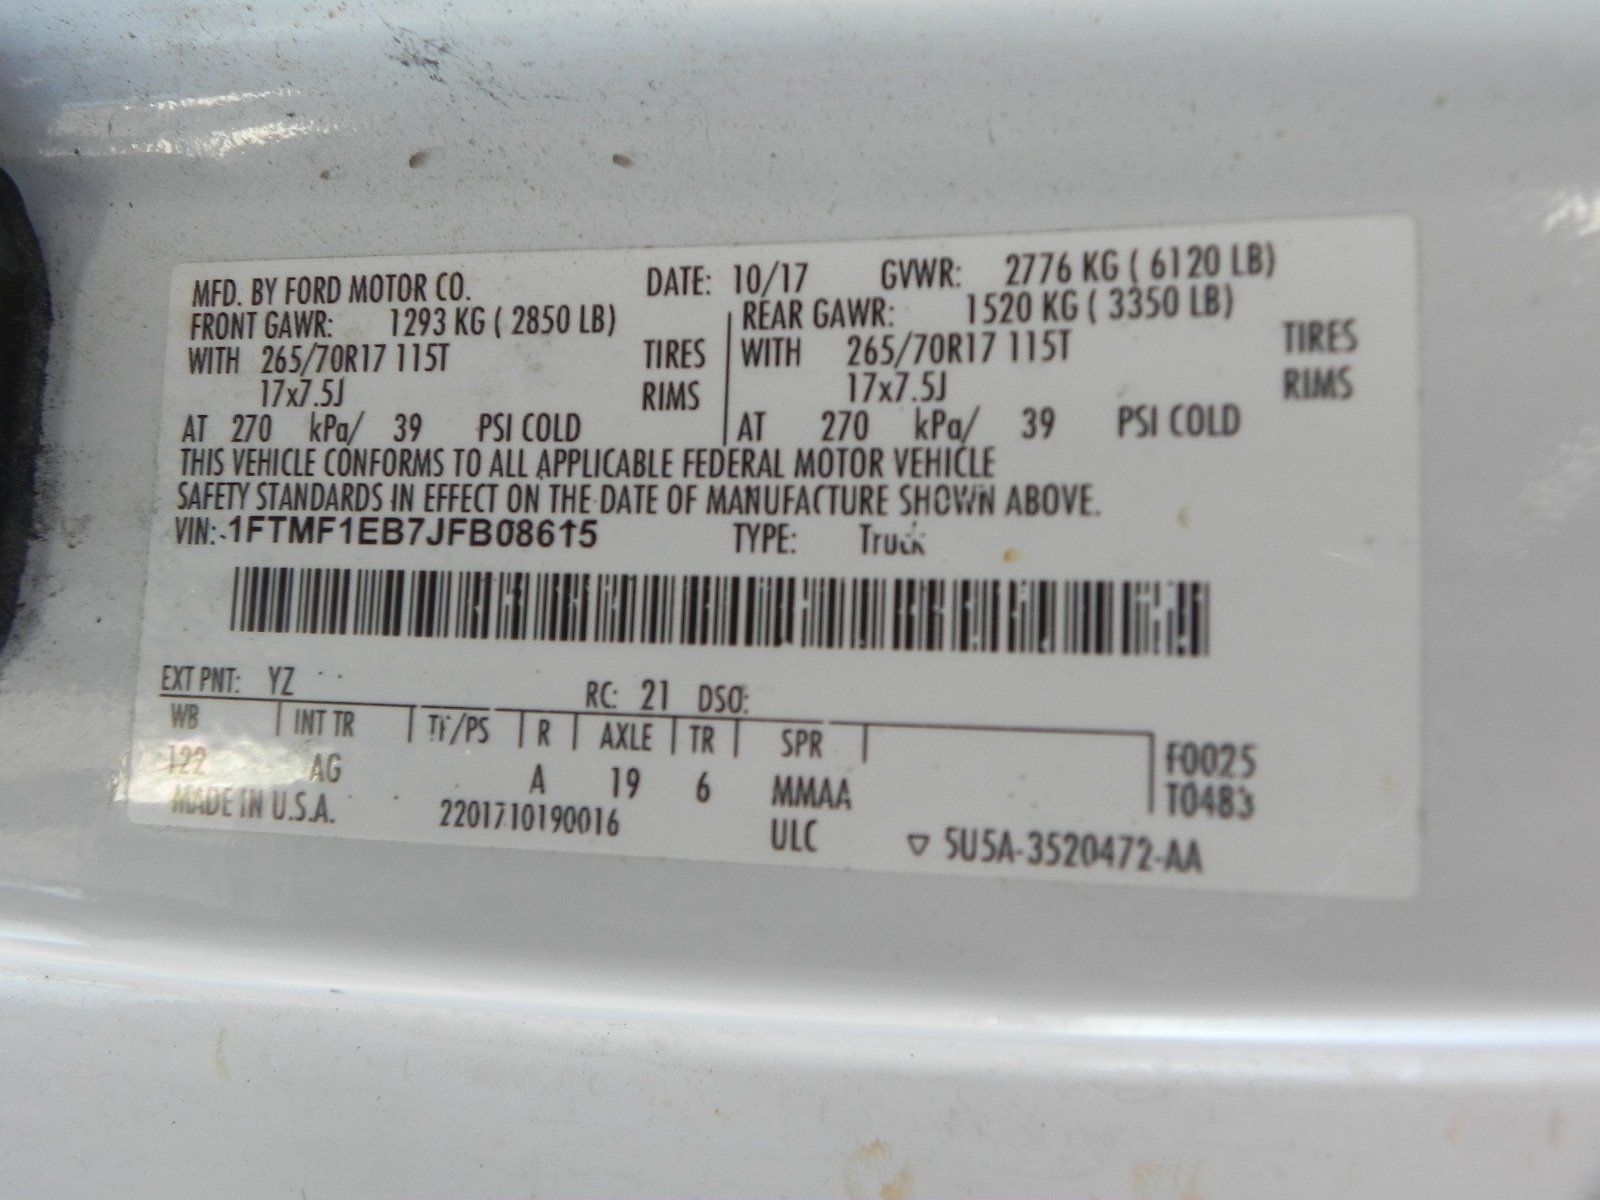 MFD. BY FORD MOTOR CO. DATE: 10/17 GVWR: 2776 KG ( 6120 LB)
FRONT GAWR: 1293 KG ( 2850 LB) REAR GAWR: 1520 KG ( 3350 LB)
WITH 265/70R17 115T TIRES WITH 265/70R17 115T TIRES
17x7.5J RIMS 17x7.5J RIMS
AT 270 kPa/ 39 PSI COLD AT 270 kPa/ 39 PSI COLD
THIS VEHICLE CONFORMS TO ALL APPLICABLE FEDERAL MOTOR VEHICLE
SAFETY STANDARDS IN EFFECT ON THE DATE OF MANUFACTURE SHOWN ABOVE.
VIN: 1FTMF1EB7JFB08615 TYPE: Truck
EXT PNT: YZ RC: 21 DSO:
WB INT TR TP/PS R AXLE TR SPR F0025
122 AG A 19 6 MMAA T0483
MADE IN U.S.A. 2201710190016 ULC ▽ 5U5A-3520472-AA